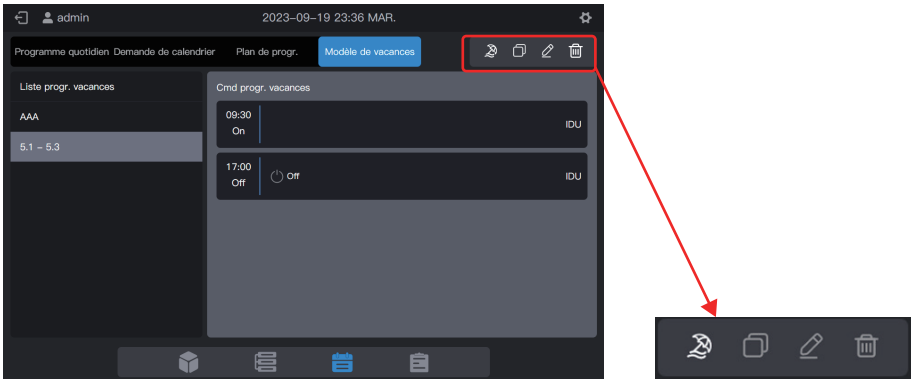 admin
2023-09-19 23:36 MAR.
Programme quotidien Demande de calendrier Plan de progr. Modèle de vacances
Liste progr. vacances
AAA
5.1 - 5.3
Cmd progr. vacances
09:30
On
IDU
17:00
Off
Off
IDU